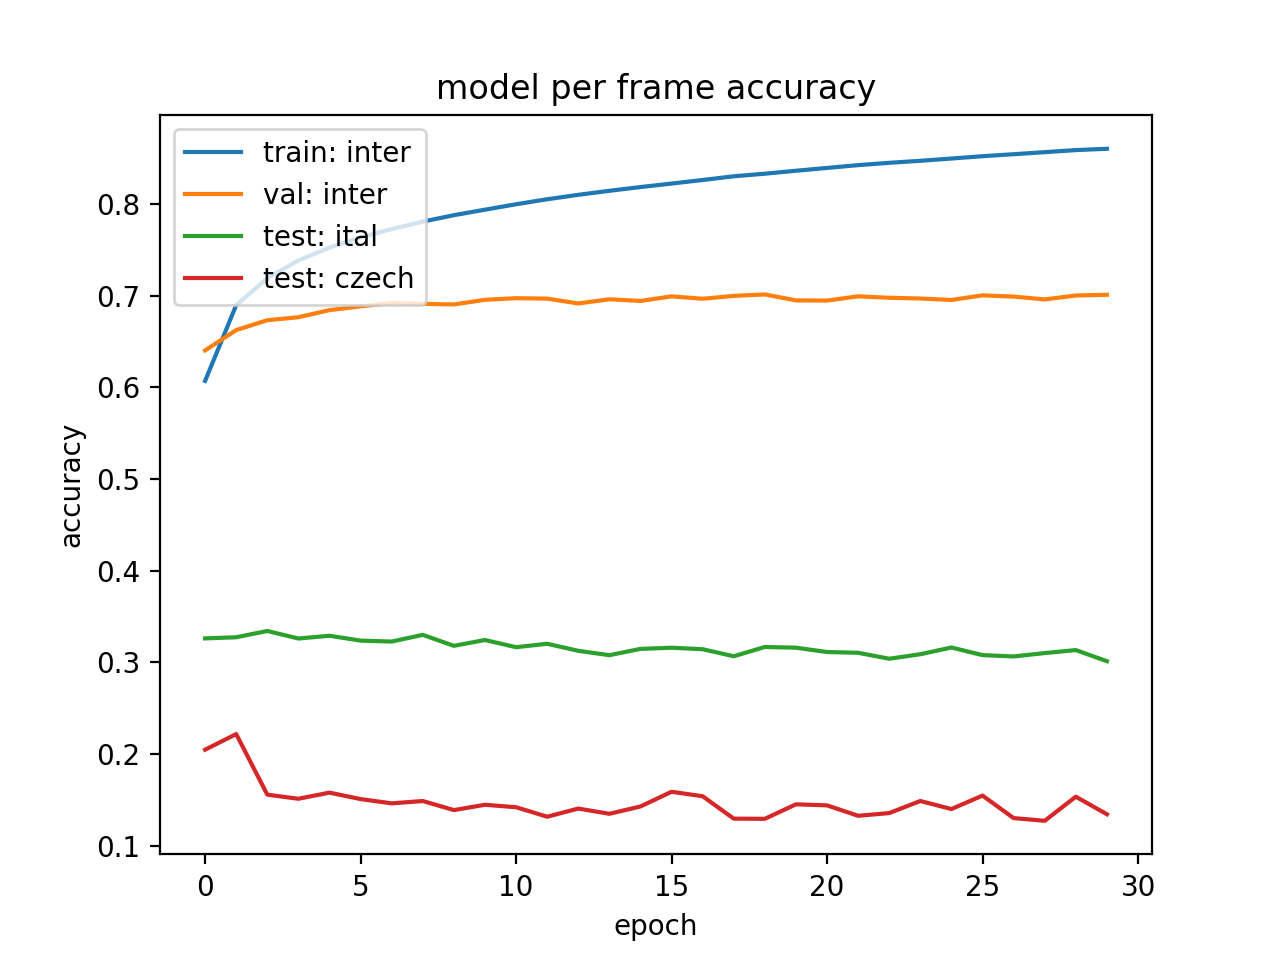 model per frame accuracy
train: inter
val: inter
test: ital
test: czech
accuracy
0.8
0.7
0.6
0.5
0.4
0.3
0.2
0.1
0 5 10 15 20 25 30
epoch